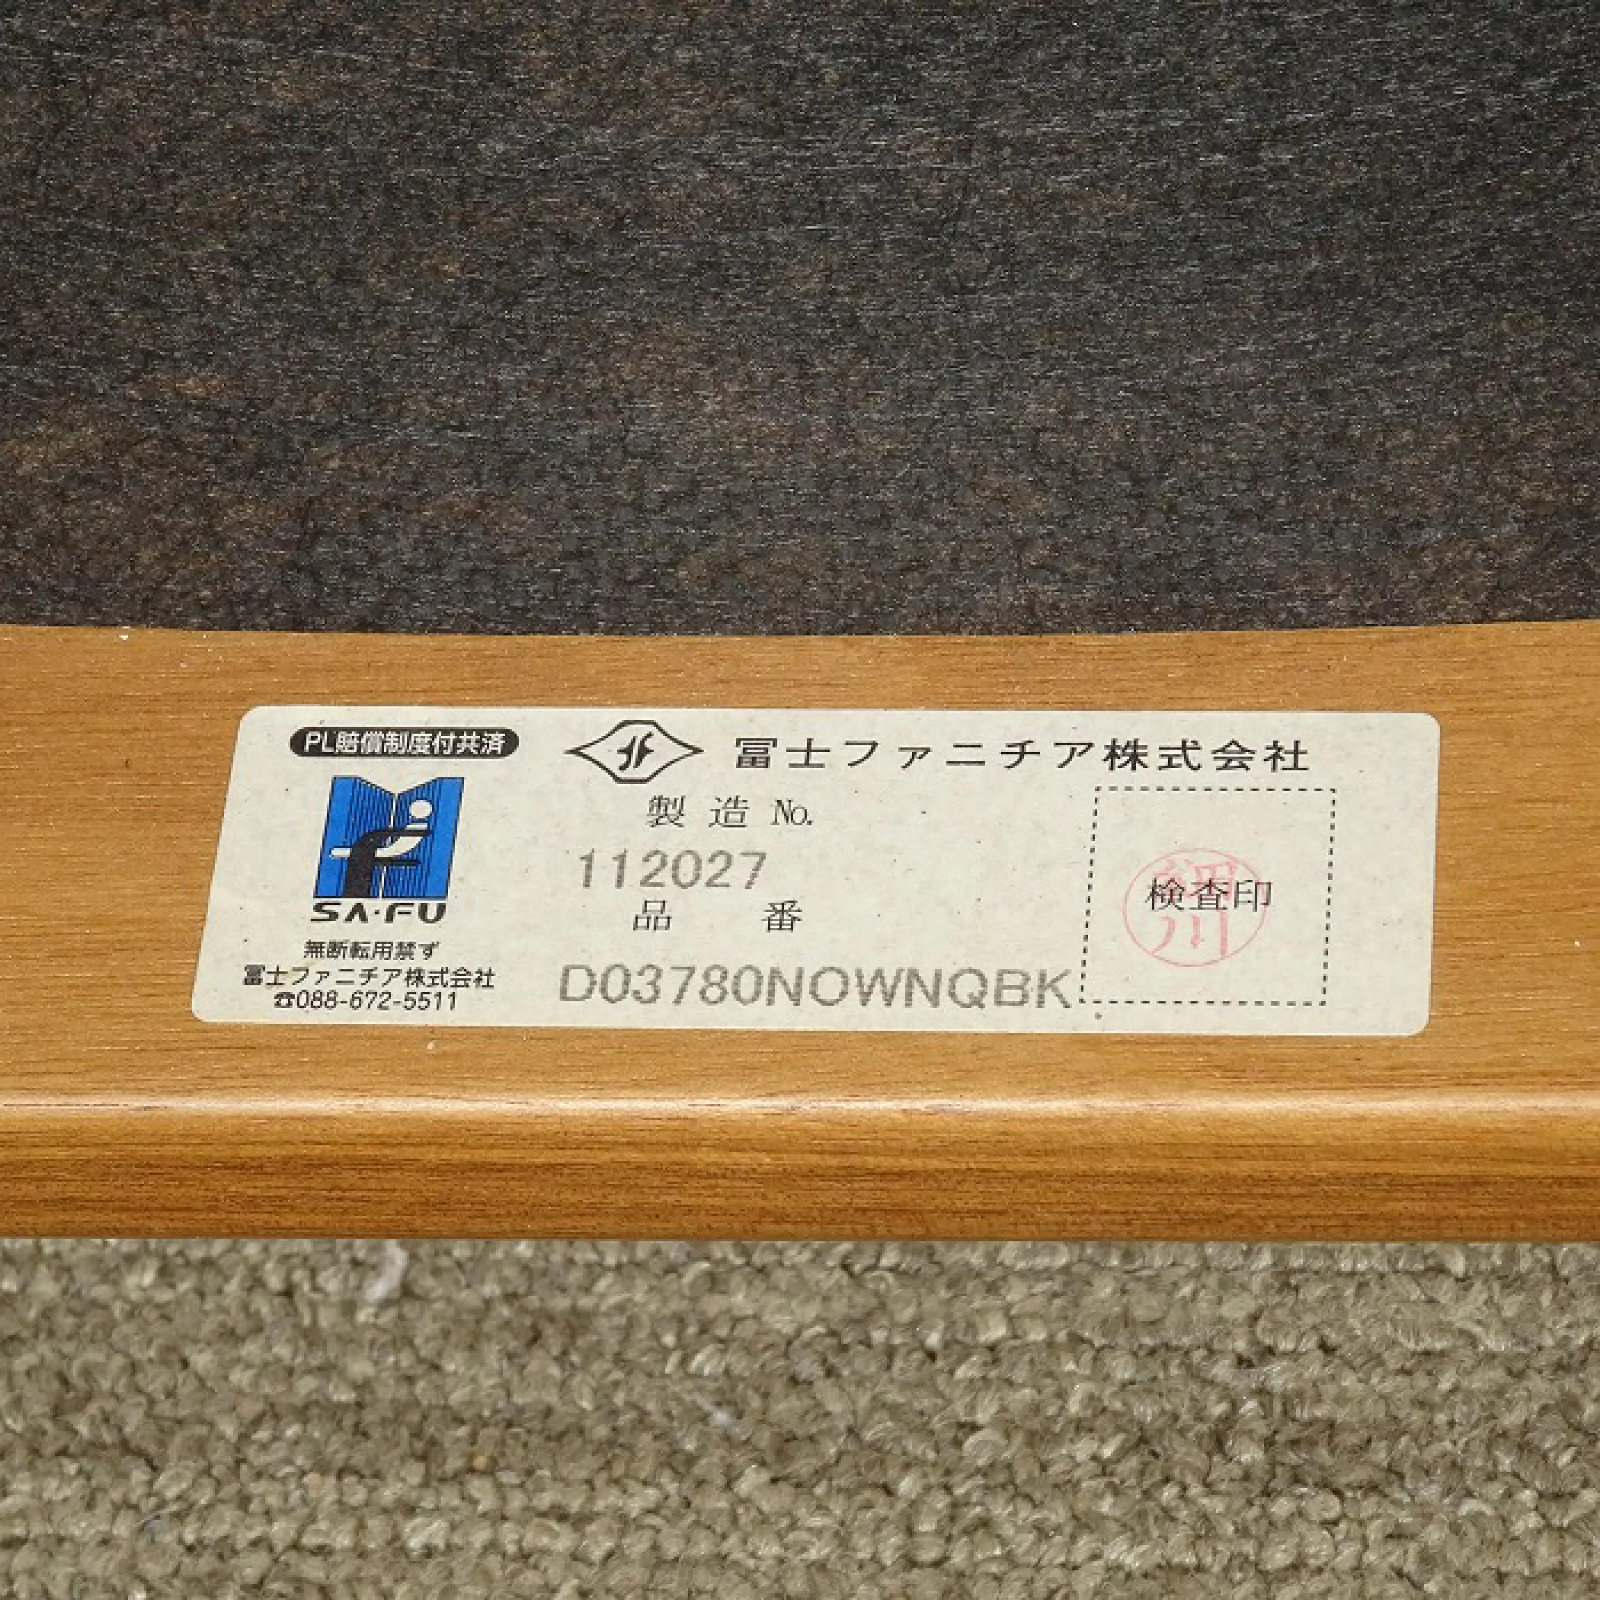 PL賠償制度付共済
SA・FU
無断転用禁ず
冨士ファニチア株式会社
☎088-672-5511
冨士ファニチア株式会社
製造 No.
112027
品番
D03780NOWNQBK
検査印
細川